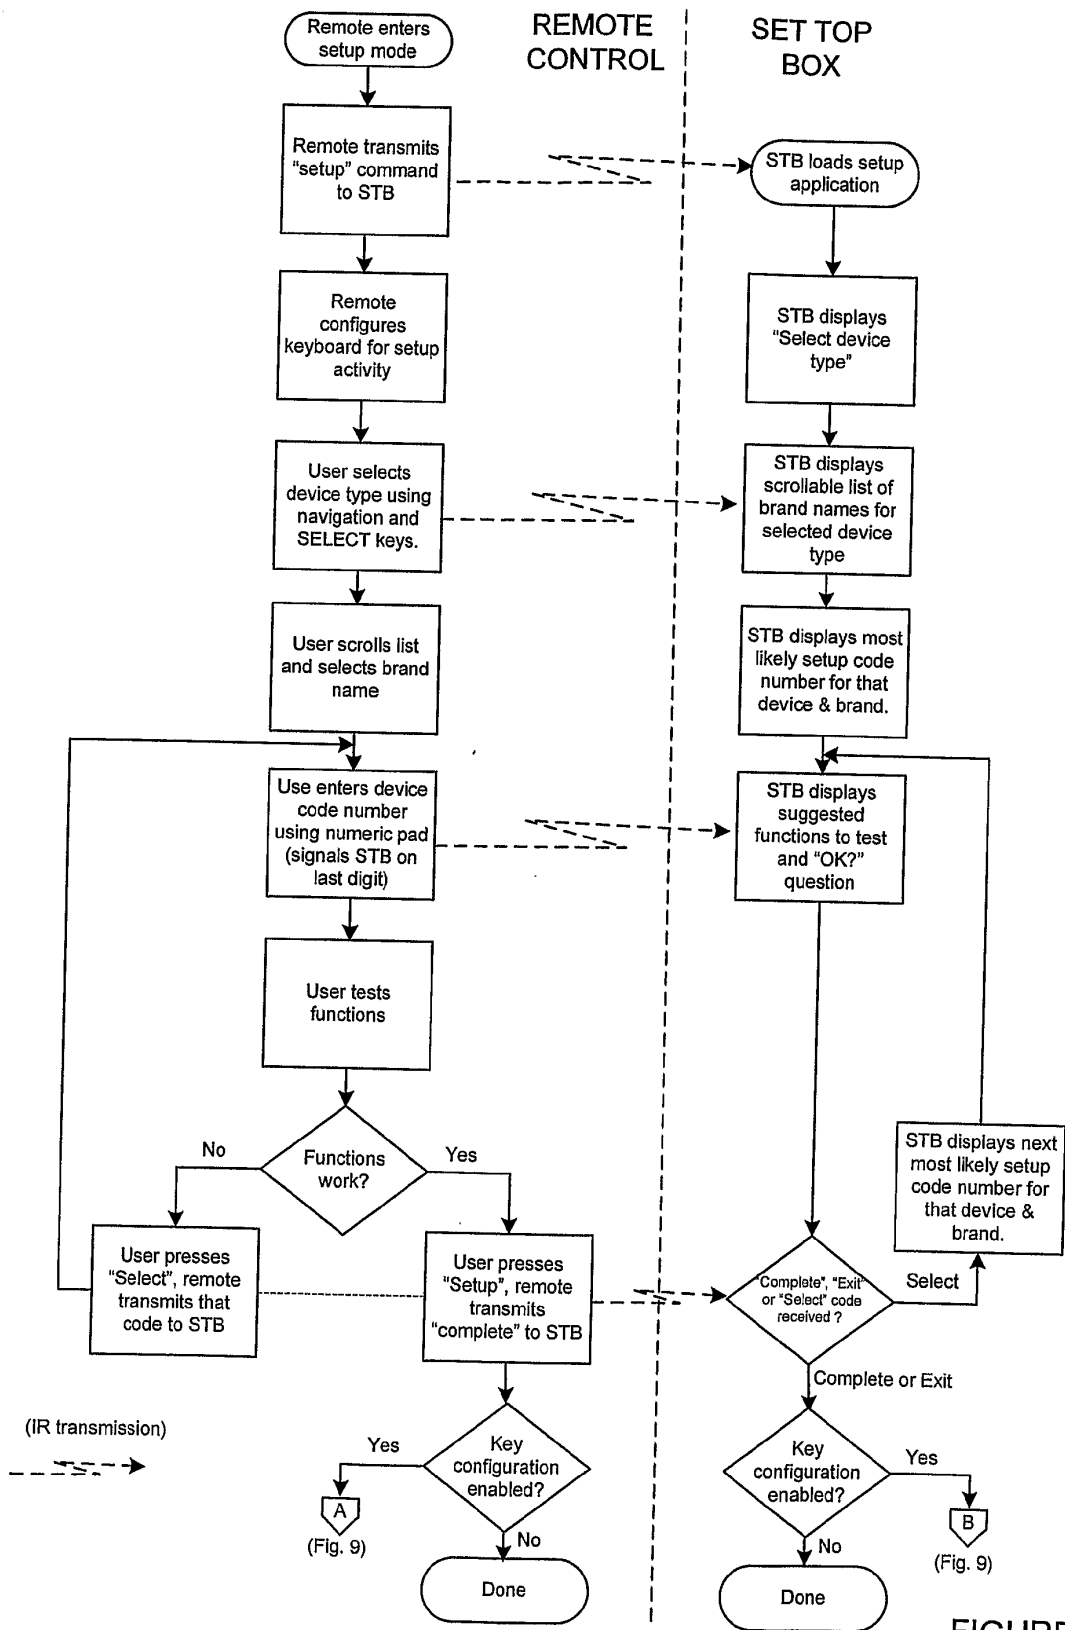 REMOTE
CONTROL
SET TOP
BOX
Remote enters
setup mode
Remote transmits
“setup” command
to STB
STB loads setup
application
Remote
configures
keyboard for setup
activity
STB displays
“Select device
type”
User selects
device type using
navigation and
SELECT keys.
STB displays
scrollable list of
brand names for
selected device
type
User scrolls list
and selects brand
name
STB displays most
likely setup code
number for that
device & brand.
Use enters device
code number
using numeric pad
(signals STB on
last digit)
STB displays
suggested
functions to test
and “OK?”
question
User tests
functions
Functions
work?
No
Yes
STB displays next
most likely setup
code number for
that device &
brand.
User presses
“Select”, remote
transmits that
code to STB
User presses
“Setup”, remote
transmits
“complete” to STB
“Complete”, “Exit”
or “Select” code
received ?
Select
Complete or Exit
(IR transmission)
Key
configuration
enabled?
Yes
A
(Fig. 9)
No
Done
Key
configuration
enabled?
Yes
B
(Fig. 9)
No
Done